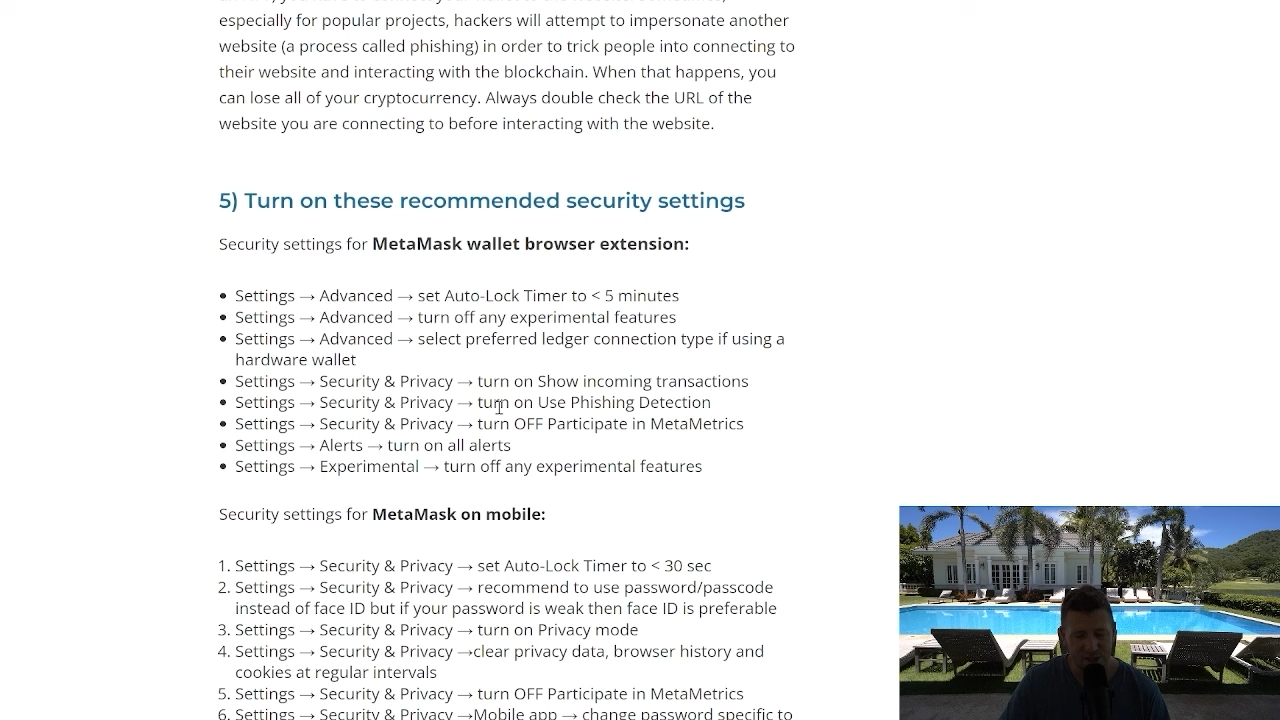 especially for popular projects, hackers will attempt to impersonate another
website (a process called phishing) in order to trick people into connecting to
their website and interacting with the blockchain. When that happens, you
can lose all of your cryptocurrency. Always double check the URL of the
website you are connecting to before interacting with the website.
5) Turn on these recommended security settings
Security settings for MetaMask wallet browser extension:
• Settings → Advanced → set Auto-Lock Timer to < 5 minutes
• Settings → Advanced → turn off any experimental features
• Settings → Advanced → select preferred ledger connection type if using a
hardware wallet
• Settings → Security & Privacy → turn on Show incoming transactions
• Settings → Security & Privacy → turn on Use Phishing Detection
• Settings → Security & Privacy → turn OFF Participate in MetaMetrics
• Settings → Alerts → turn on all alerts
• Settings → Experimental → turn off any experimental features
Security settings for MetaMask on mobile:
1. Settings → Security & Privacy → set Auto-Lock Timer to < 30 sec
2. Settings → Security & Privacy → recommend to use password/passcode
instead of face ID but if your password is weak then face ID is preferable
3. Settings → Security & Privacy → turn on Privacy mode
4. Settings → Security & Privacy →clear privacy data, browser history and
cookies at regular intervals
5. Settings → Security & Privacy → turn OFF Participate in MetaMetrics
6. Settings → Security & Privacy →Mobile app → change password specific to